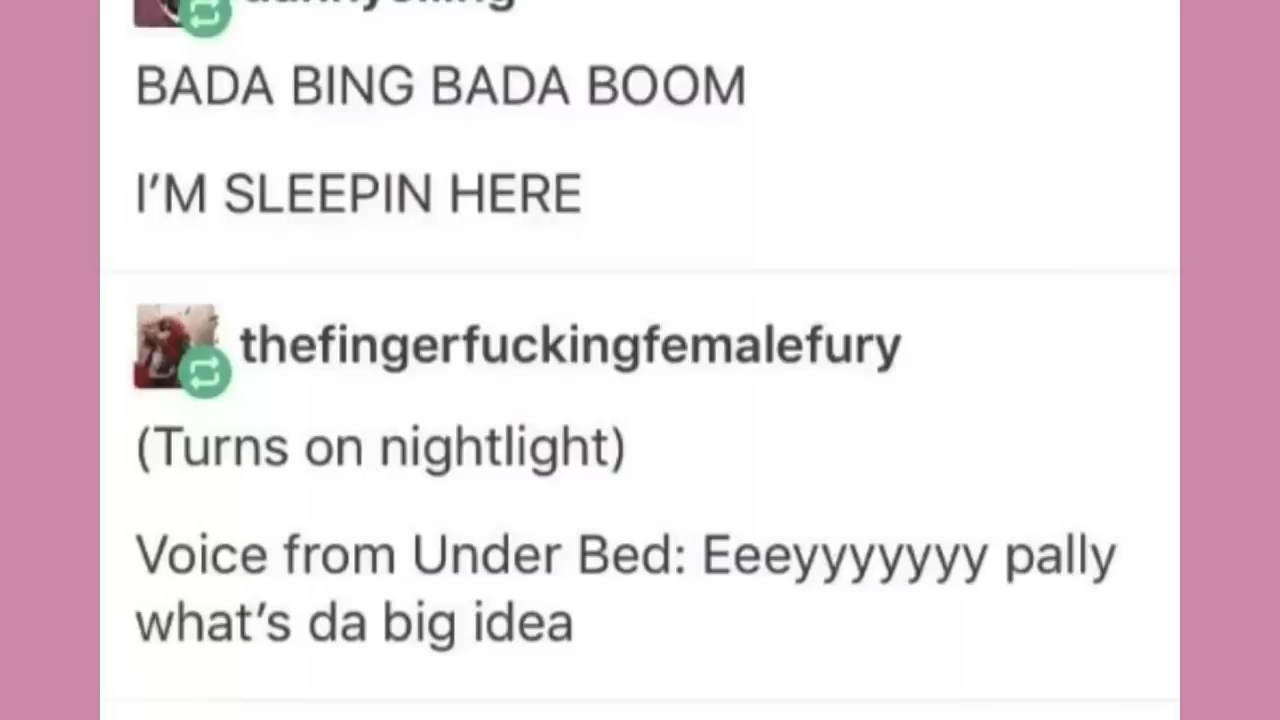 BADA BING BADA BOOM
I'M SLEEPIN HERE
thefingerfuckingfemalefury
(Turns on nightlight)
Voice from Under Bed: Eeeyyyyyyy pally
what's da big idea